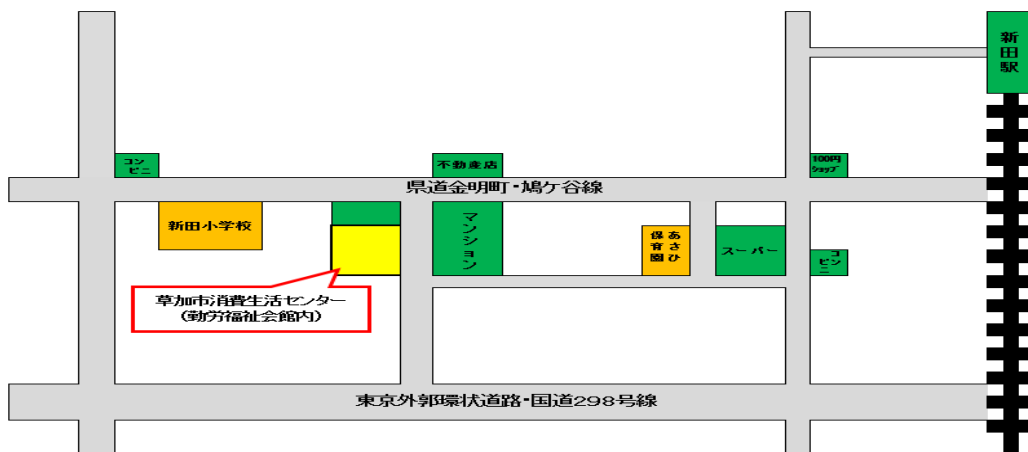 新田駅
コンビニ
不動産店
100円
ショップ
県道金明町・鳩ケ谷線
新田小学校
マンション
あさひ
保育園
スーパー
コンビニ
草加市消費生活センター
(勤労福祉会館内)
東京外郭環状道路・国道298号線